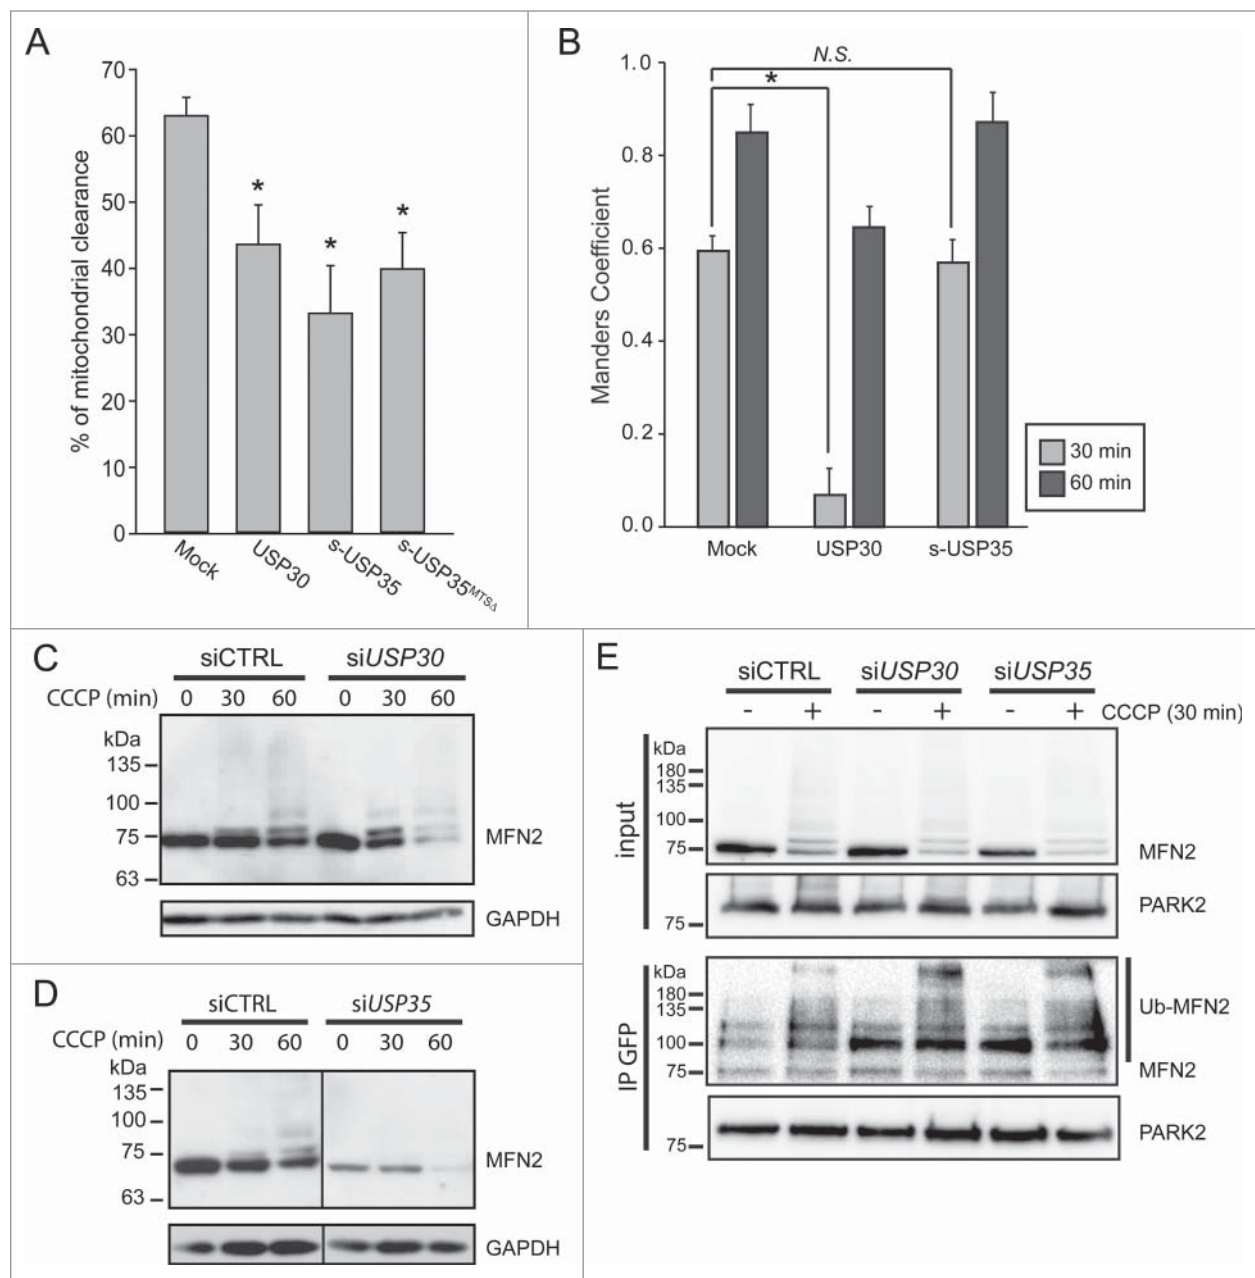 A
% of mitochondrial clearance
70
60
50
40
30
20
10
0
*
*
*
Mock
USP30
s-USP35
s-USP35MTSΔ
B
Manders Coefficient
1.0
0.8
0.6
0.4
0.2
0.0
N.S.
*
Mock
USP30
s-USP35
30 min
60 min
C
siCTRL siUSP30
CCCP (min) 0 30 60 0 30 60
kDa
135
100
75
63
MFN2
GAPDH
D
siCTRL siUSP35
CCCP (min) 0 30 60 0 30 60
kDa
135
100
75
63
MFN2
GAPDH
E
siCTRL siUSP30 siUSP35
- + - + - + CCCP (30 min)
input
kDa
180
135
100
75
MFN2
75
PARK2
IP GFP
kDa
180
135
100
75
Ub-MFN2
MFN2
75
PARK2